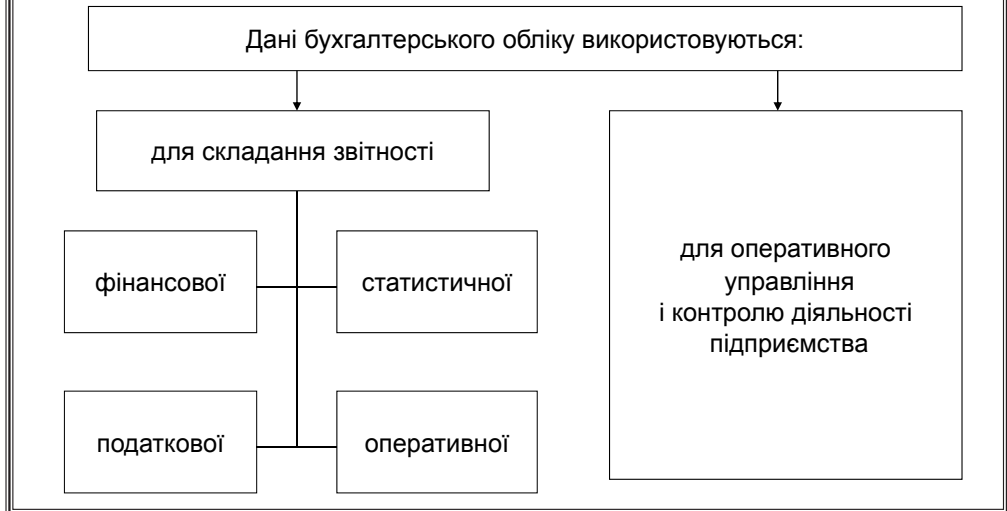 Дані бухгалтерського обліку використовуються:
для складання звітності
фінансової
статистичної
податкової
оперативної
для оперативного
управління
і контролю діяльності
підприємства